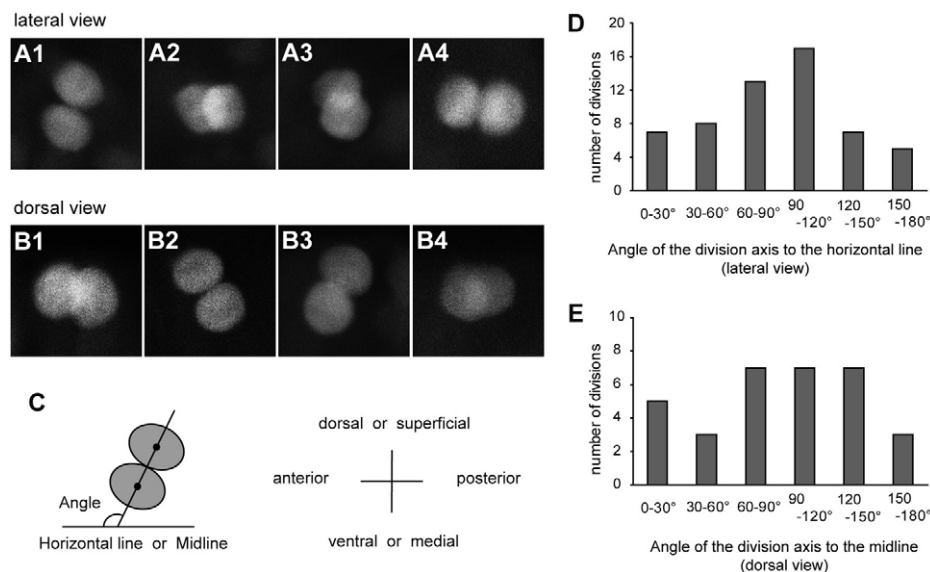 lateral view
A1
A2
A3
A4
dorsal view
B1
B2
B3
B4
C
Angle
Horizontal line or Midline
dorsal or superficial
anterior
posterior
ventral or medial
D
number of divisions
20
16
12
8
4
0
0-30°
30-60°
60-90°
90
-120°
120
-150°
150
-180°
Angle of the division axis to the horizontal line
(lateral view)
E
number of divisions
10
8
6
4
2
0
0-30°
30-60°
60-90°
90
-120°
120
-150°
150
-180°
Angle of the division axis to the midline
(dorsal view)